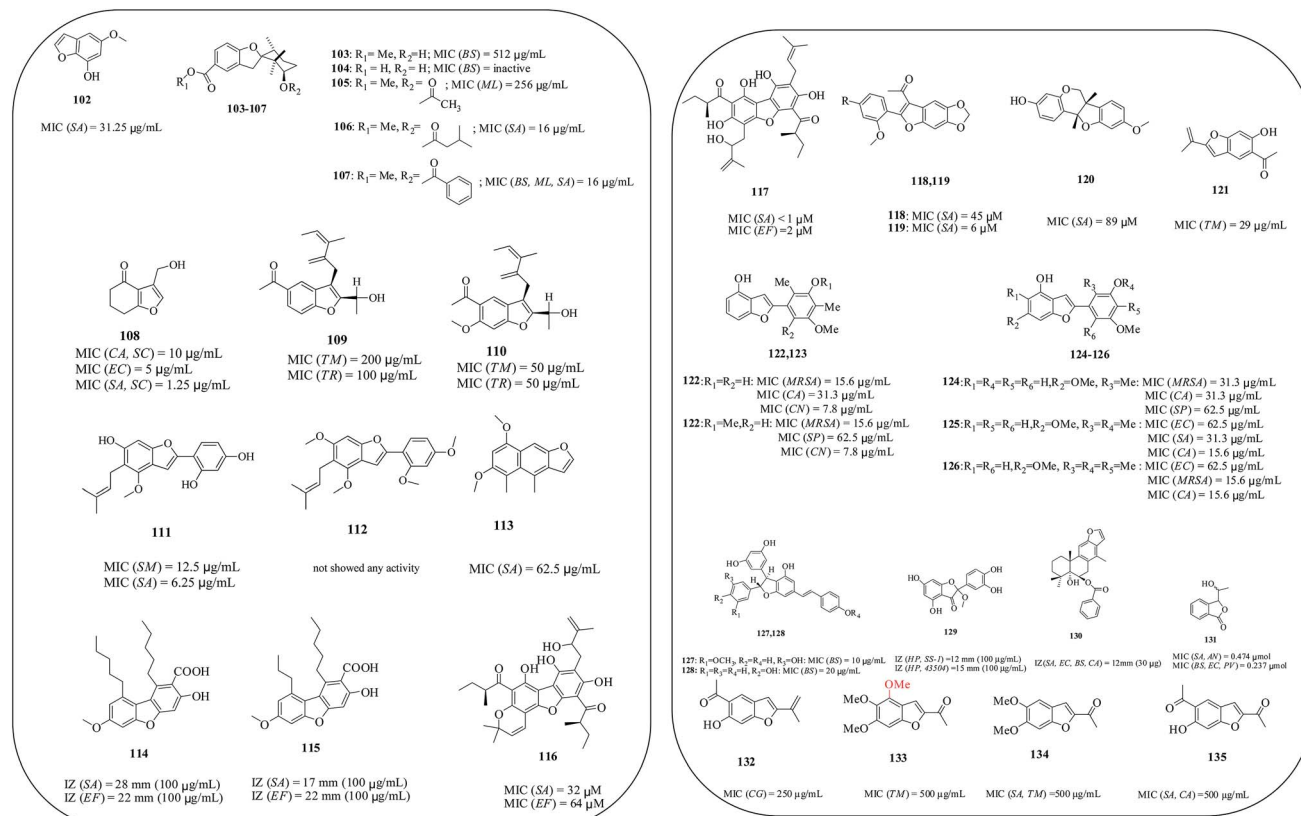 102
MIC (SA) = 31.25 µg/mL
103-107
103: R1= Me, R2=H; MIC (BS) = 512 µg/mL
104: R1 = H, R2 = H; MIC (BS) = inactive
105: R1 = Me, R2= ; MIC (ML) = 256 µg/mL
106: R1= Me, R2= ; MIC (SA) = 16 µg/mL
107: R1= Me, R2= ; MIC (BS, ML, SA) = 16 µg/mL
108
MIC (CA, SC) = 10 µg/mL
MIC (EC) = 5 µg/mL
MIC (SA, SC) = 1.25 µg/mL
109
MIC (TM) = 200 µg/mL
MIC (TR) = 100 µg/mL
110
MIC (TM) = 50 µg/mL
MIC (TR) = 50 µg/mL
111
MIC (SM) = 12.5 µg/mL
MIC (SA) = 6.25 µg/mL
112
not showed any activity
113
MIC (SA) = 62.5 µg/mL
114
IZ (SA) = 28 mm (100 µg/mL)
IZ (EF) = 22 mm (100 µg/mL)
115
IZ (SA) = 17 mm (100 µg/mL)
IZ (EF) = 22 mm (100 µg/mL)
116
MIC (SA) = 32 µM
MIC (EF) = 64 µM
117
MIC (SA) < 1 µM
MIC (EF) =2 µM
118,119
118: MIC (SA) = 45 µM
119: MIC (SA) = 6 µM
120
MIC (SA) = 89 µM
121
MIC (TM) = 29 µg/mL
122,123
122:R1=R2=H: MIC (MRSA) = 15.6 µg/mL
MIC (CA) = 31.3 µg/mL
MIC (CN) = 7.8 µg/mL
122:R1=Me,R2=H: MIC (MRSA) = 15.6 µg/mL
MIC (SP) = 62.5 µg/mL
MIC (CN) = 7.8 µg/mL
124-126
124:R1=R4=R5=R6=H,R2=OMe, R3=Me: MIC (MRSA) = 31.3 µg/mL
MIC (CA) = 31.3 µg/mL
MIC (SP) = 62.5 µg/mL
125:R1=R5=R6=H,R2=OMe, R3=R4=Me : MIC (EC) = 62.5 µg/mL
MIC (SA) = 31.3 µg/mL
MIC (CA) = 15.6 µg/mL
126:R1=R6=H,R2=OMe, R3=R4=R5=Me : MIC (EC) = 62.5 µg/mL
MIC (MRSA) = 15.6 µg/mL
MIC (CA) = 15.6 µg/mL
127,128
127: R1=OCH3, R2=R4=H, R3=OH: MIC (BS) = 10 µg/mL
128: R1=R3=R4=H, R2=OH: MIC (BS) = 20 µg/mL
129
IZ (HP, SS-1) =12 mm (100 µg/mL)
IZ (HP, 43504) =15 mm (100 µg/mL)
130
IZ(SA, EC, BS, CA) = 12mm (30 µg)
131
MIC (SA, AN) = 0.474 µmol
MIC (BS, EC, PV) = 0.237 µmol
132
MIC (CG) = 250 µg/mL
133
MIC (TM) = 500 µg/mL
134
MIC (SA, TM) =500 µg/mL
135
MIC (SA, CA) =500 µg/mL